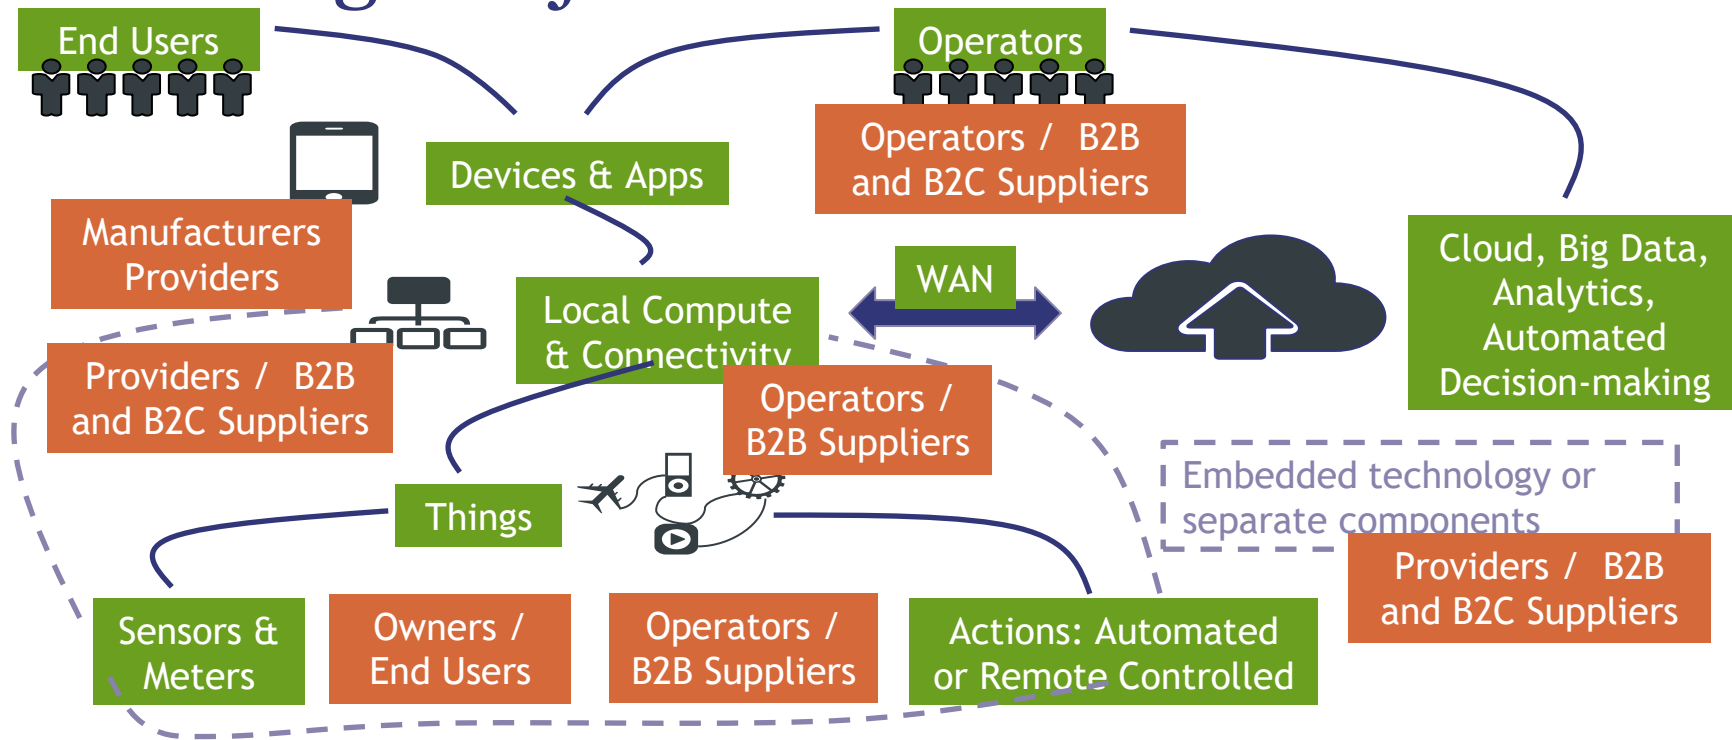 End Users
Operators
Operators / B2B
and B2C Suppliers
Devices & Apps
Manufacturers
Providers
WAN
Cloud, Big Data,
Analytics,
Automated
Decision-making
Local Compute
& Connectivity
Providers / B2B
and B2C Suppliers
Operators /
B2B Suppliers
Embedded technology or
separate components
Things
Providers / B2B
and B2C Suppliers
Sensors &
Meters
Owners /
End Users
Operators /
B2B Suppliers
Actions: Automated
or Remote Controlled